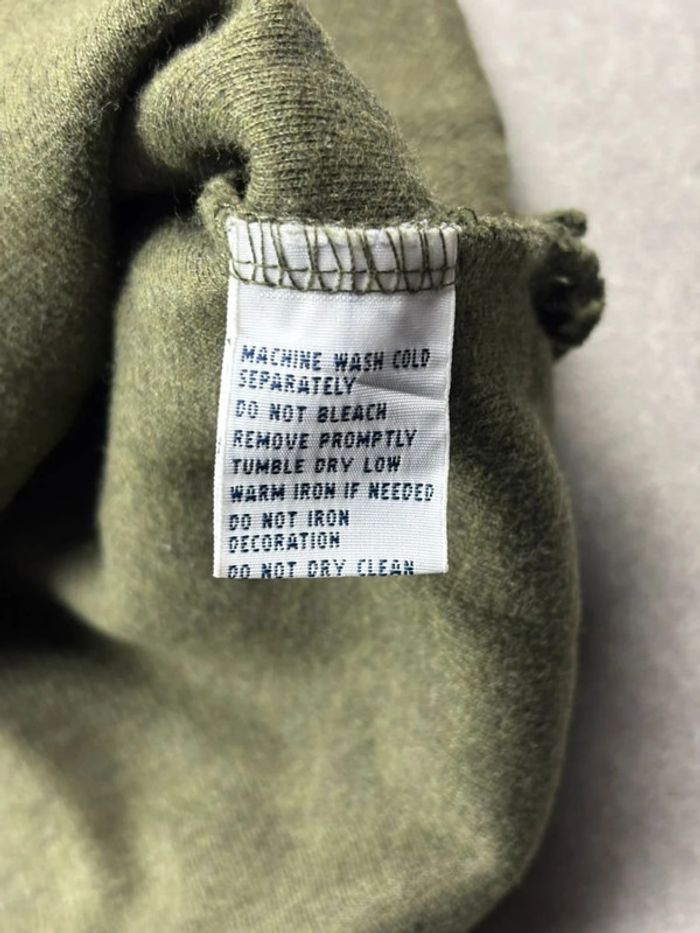 MACHINE WASH COLD
SEPARATELY
DO NOT BLEACH
REMOVE PROMPTLY
TUMBLE DRY LOW
WARM IRON IF NEEDED
DO NOT IRON
DECORATION
DO NOT DRY CLEAN